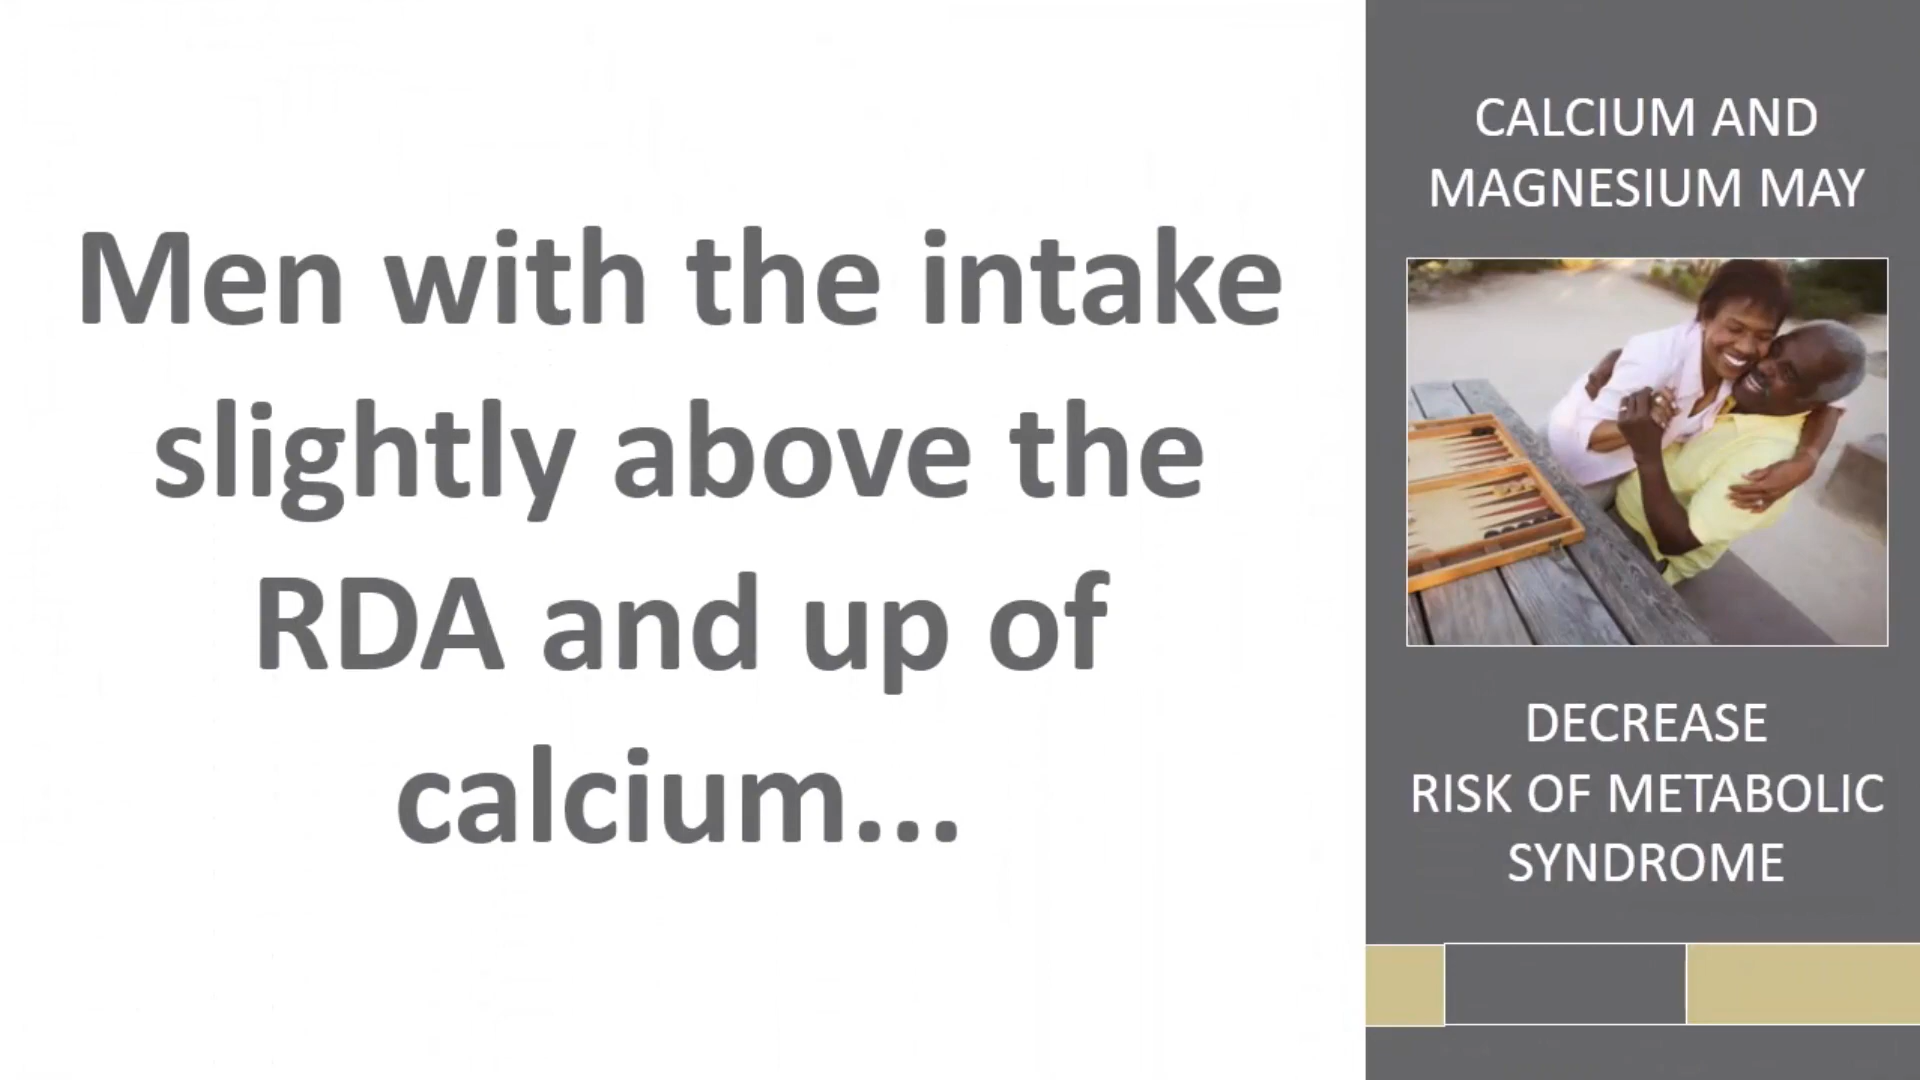 Men with the intake
slightly above the
RDA and up of
calcium...
CALCIUM AND
MAGNESIUM MAY
DECREASE
RISK OF METABOLIC
SYNDROME